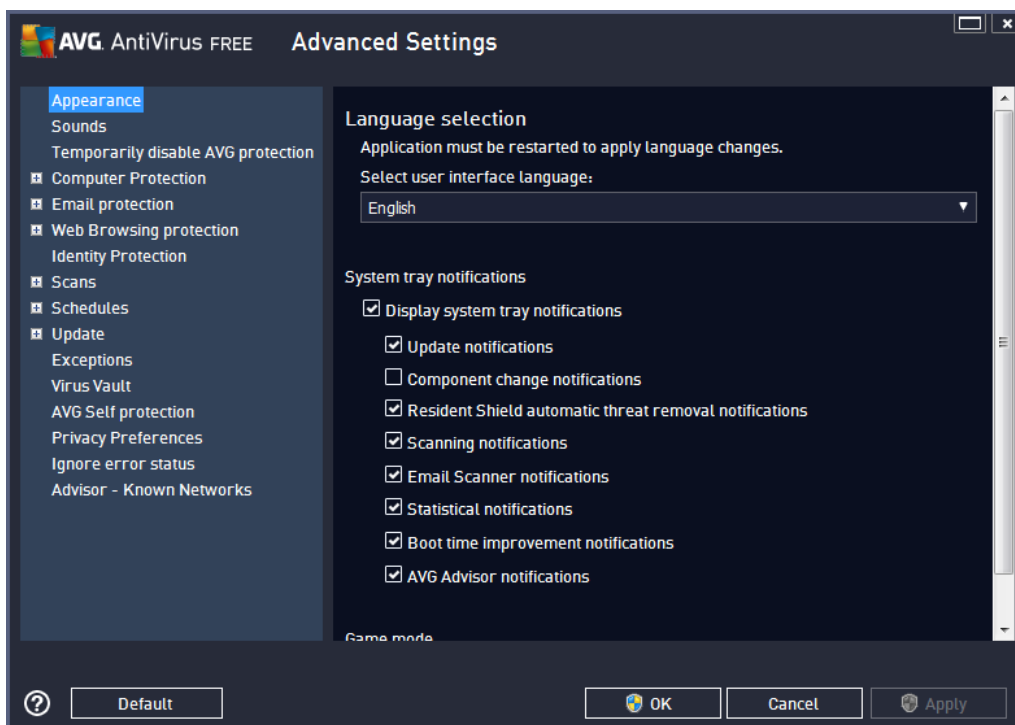 AVG. AntiVirus FREE Advanced Settings
Appearance
Sounds
Temporarily disable AVG protection
Computer Protection
Email protection
Web Browsing protection
Identity Protection
Scans
Schedules
Update
Exceptions
Virus Vault
AVG Self protection
Privacy Preferences
Ignore error status
Advisor - Known Networks
Language selection
Application must be restarted to apply language changes.
Select user interface language:
English
System tray notifications
Display system tray notifications
Update notifications
Component change notifications
Resident Shield automatic threat removal notifications
Scanning notifications
Email Scanner notifications
Statistical notifications
Boot time improvement notifications
AVG Advisor notifications
Game mode
? Default OK Cancel Apply